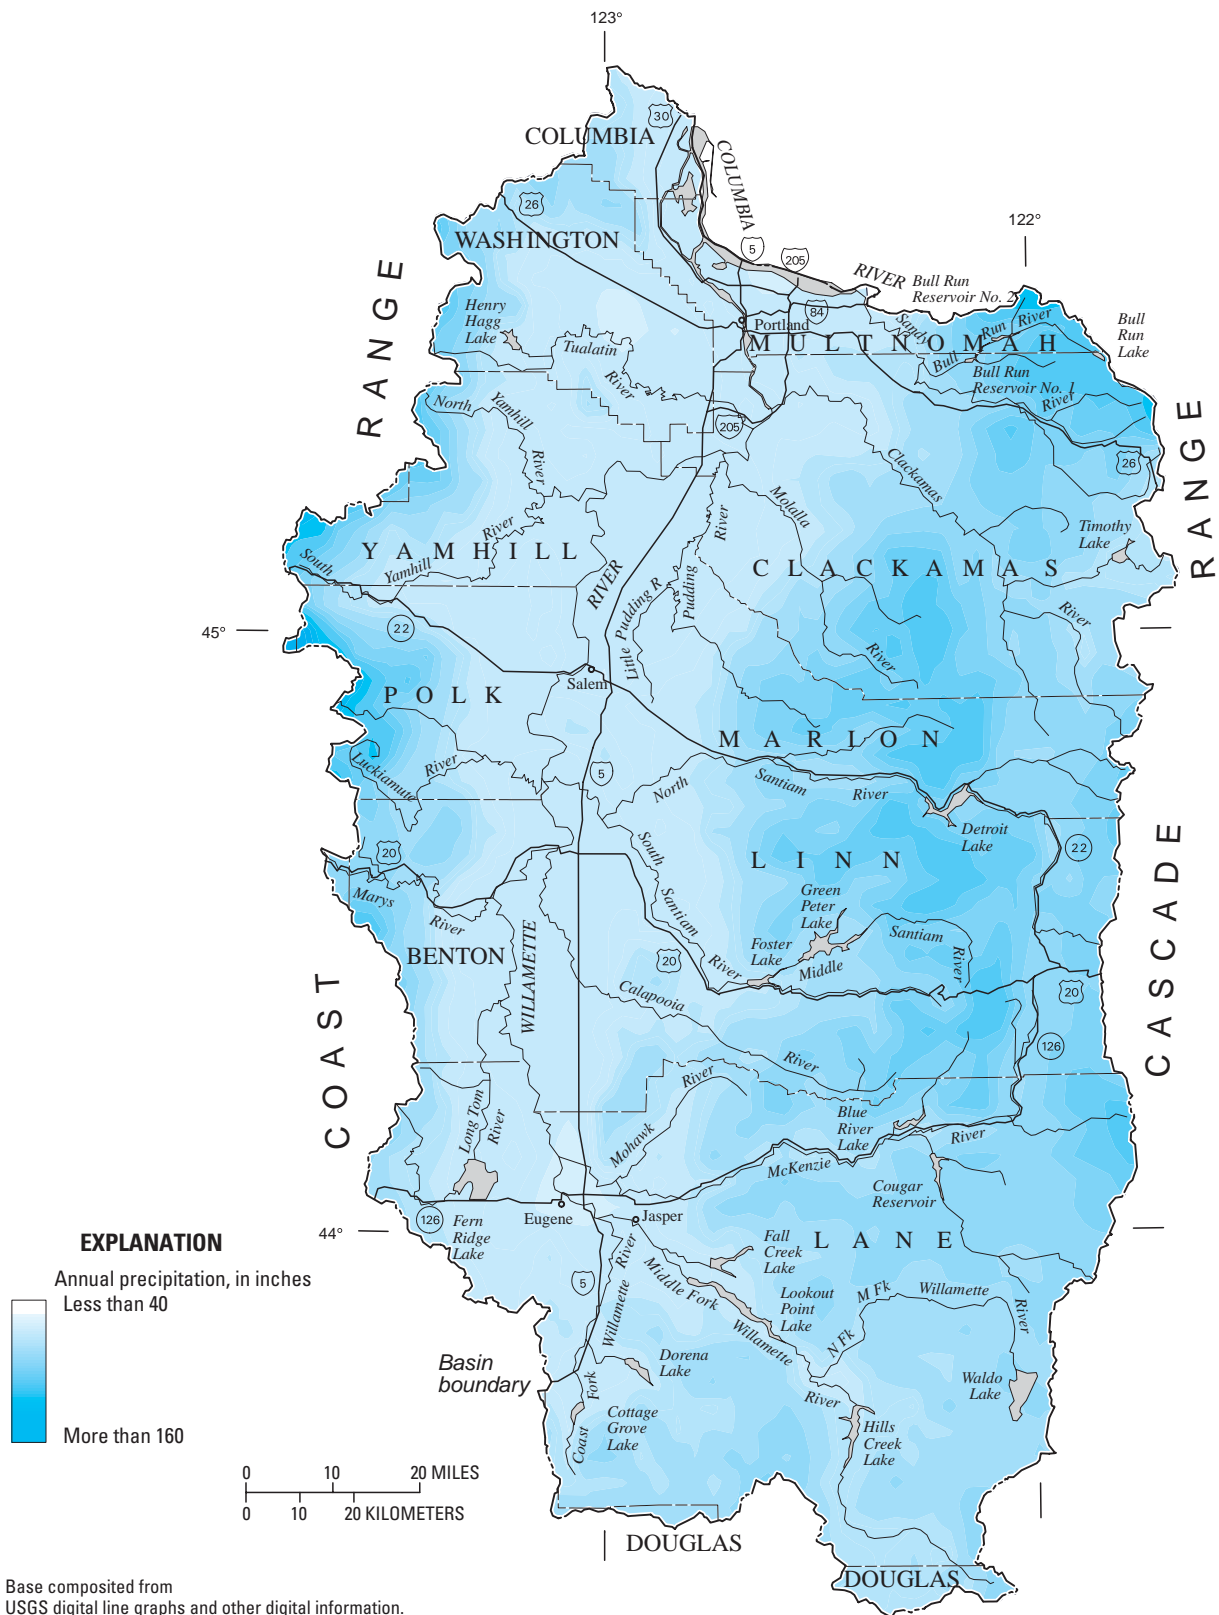 123°
30
COLUMBIA
COLUMBIA
26
122°
WASHINGTON
5
205
RIVER
Bull Run
Reservoir No. 2
RANGE
Henry
Hagg
Lake
84
Portland
Sandy
Run River
Bull
Run
Lake
Tualatin
River
MULTNOMAH
Bull
Bull Run
Reservoir No. 1
River
North Yamhill
River
205
26
RANGE
Clackamas
Molalla
River
Timothy
Lake
South
YAMHILL
River
Yamhill
RIVER
CLACKAMAS
Pudding
Little Pudding R
River
45°
22
River
Salem
POLK
MARION
Luckiamute
River
5
North
Santiam
River
Detroit
Lake
22
20
South
Santiam
River
LINN
Green
Peter
Lake
Marys
River
Foster
Lake
Santiam
River
Middle
BENTON
WILLAMETTE
20
20
CASCADE
COAST
Calapooia
River
126
Long Tom
River
River
Mohawk
Blue
River
Lake
River
McKenzie
Cougar
Reservoir
44°
126
Fern
Ridge
Lake
Eugene
Jasper
Fall
Creek
Lake
LANE
EXPLANATION
Annual precipitation, in inches
Less than 40
More than 160
5
River
Willamette
Middle Fork
Willamette
River
Lookout
Point
Lake
N Fk
M Fk
Willamette
River
Basin
boundary
Dorena
Lake
Waldo
Lake
Fork
Coast
Cottage
Grove
Lake
Hills
Creek
Lake
0 10 20 MILES
0 10 20 KILOMETERS
DOUGLAS
DOUGLAS
Base composited from
USGS digital line graphs and other digital information.